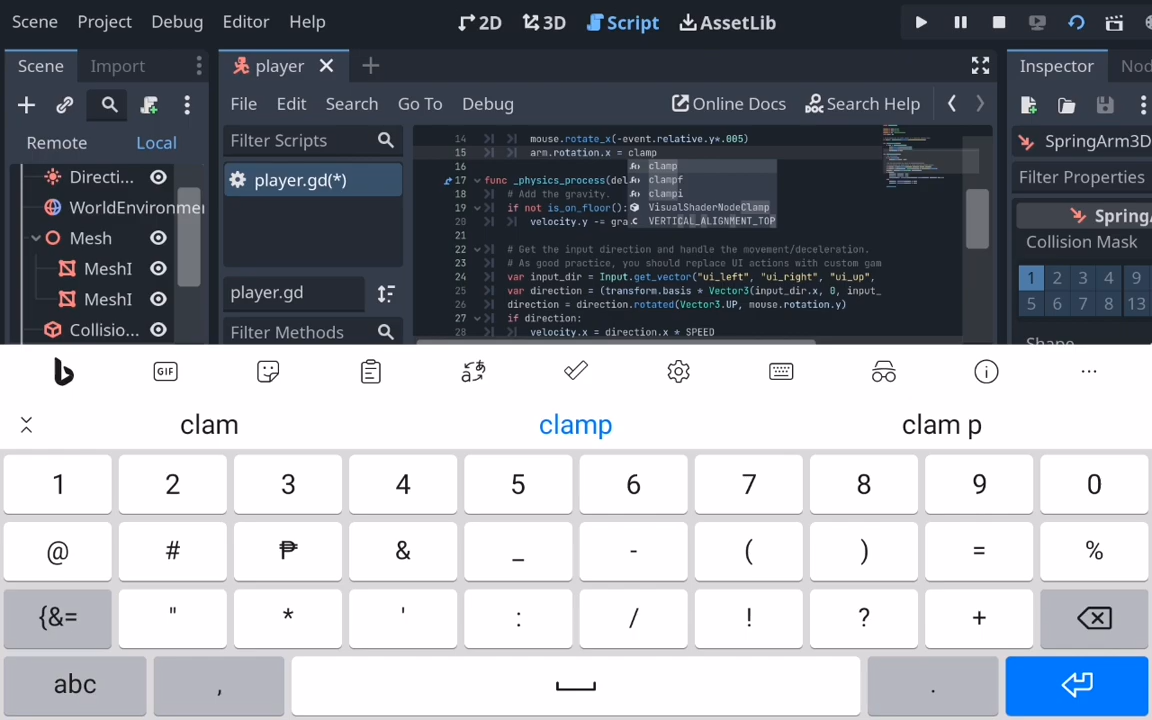 Scene Project Debug Editor Help 2D 3D Script AssetLib
Scene Import player Inspector Nod
File Edit Search Go To Debug Online Docs Search Help
Remote Local
Filter Scripts
player.gd(*)
player.gd
Filter Methods
Directi...
WorldEnvironme
Mesh
MeshI
MeshI
Collisio...
14 mouse.rotate_x(-event.relative.y*.005)
15 arm.rotation.x = clamp
16
17 func _physics_process(del
18 # Add the gravity.
19 if not is_on_floor():
20 velocity.y -= gra
21
22 # Get the input direction and handle the movement/deceleration.
23 # As good practice, you should replace UI actions with custom gam
24 var input_dir = Input.get_vector("ui_left", "ui_right", "ui_up",
25 var direction = (transform.basis * Vector3(input_dir.x, 0, input_
26 direction = direction.rotated(Vector3.UP, mouse.rotation.y)
27 if direction:
28 velocity.x = direction.x * SPEED
clamp
clampf
clampi
VisualShaderNodeClamp
VERTICAL_ALIGNMENT_TOP
SpringArm3D
Filter Properties
Spring
Collision Mask
1 2 3 4 9
5 6 7 8 13
Shape
GIF
clam clamp clam p
1 2 3 4 5 6 7 8 9 0
@ # ₱ & _ - ( ) = %
{&= " * ' : / ! ? +
abc , .